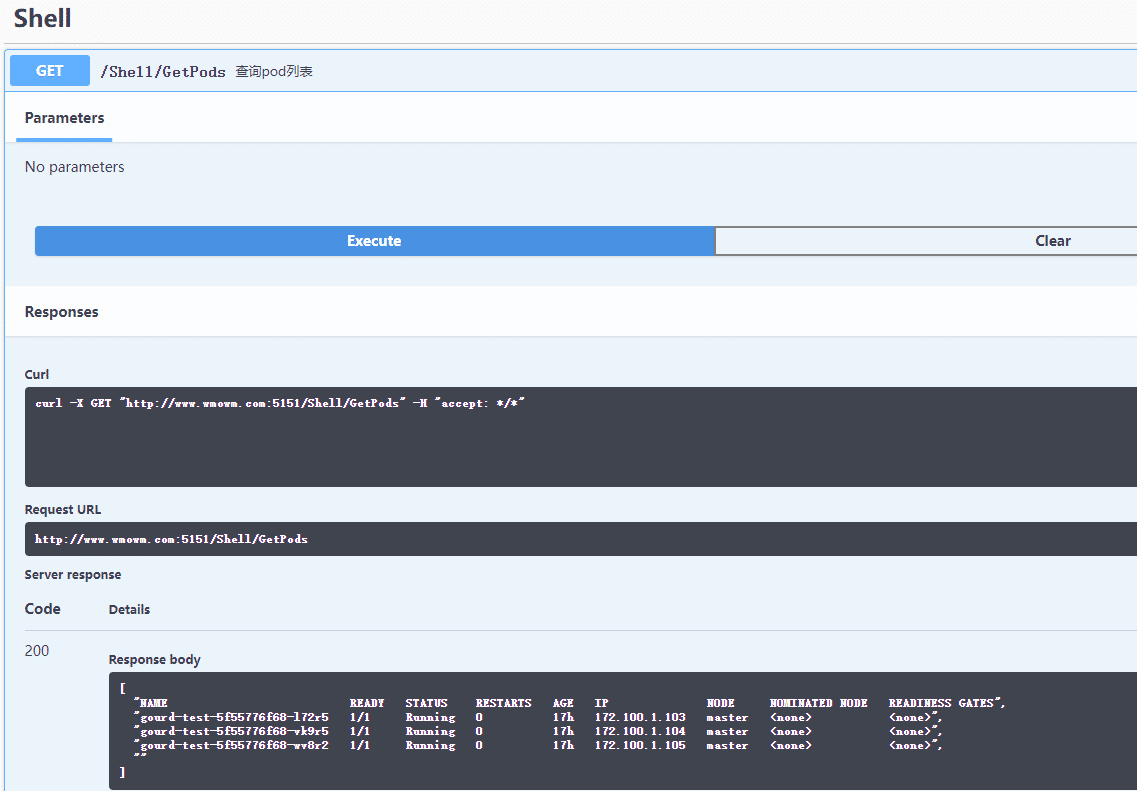 Shell
GET /Shell/GetPods 查询pod列表
Parameters
No parameters
Execute Clear
Responses
Curl
curl -X GET "http://www.wmowm.com:5151/Shell/GetPods" -H "accept: */*"
Request URL
http://www.wmowm.com:5151/Shell/GetPods
Server response
Code Details
200
Response body
[
"NAME READY STATUS RESTARTS AGE IP NODE NOMINATED NODE READINESS GATES",
"gourd-test-5f55776f68-l72r5 1/1 Running 0 17h 172.100.1.103 master <none> <none>",
"gourd-test-5f55776f68-vk9r5 1/1 Running 0 17h 172.100.1.104 master <none> <none>",
"gourd-test-5f55776f68-wv8r2 1/1 Running 0 17h 172.100.1.105 master <none> <none>",
""
]